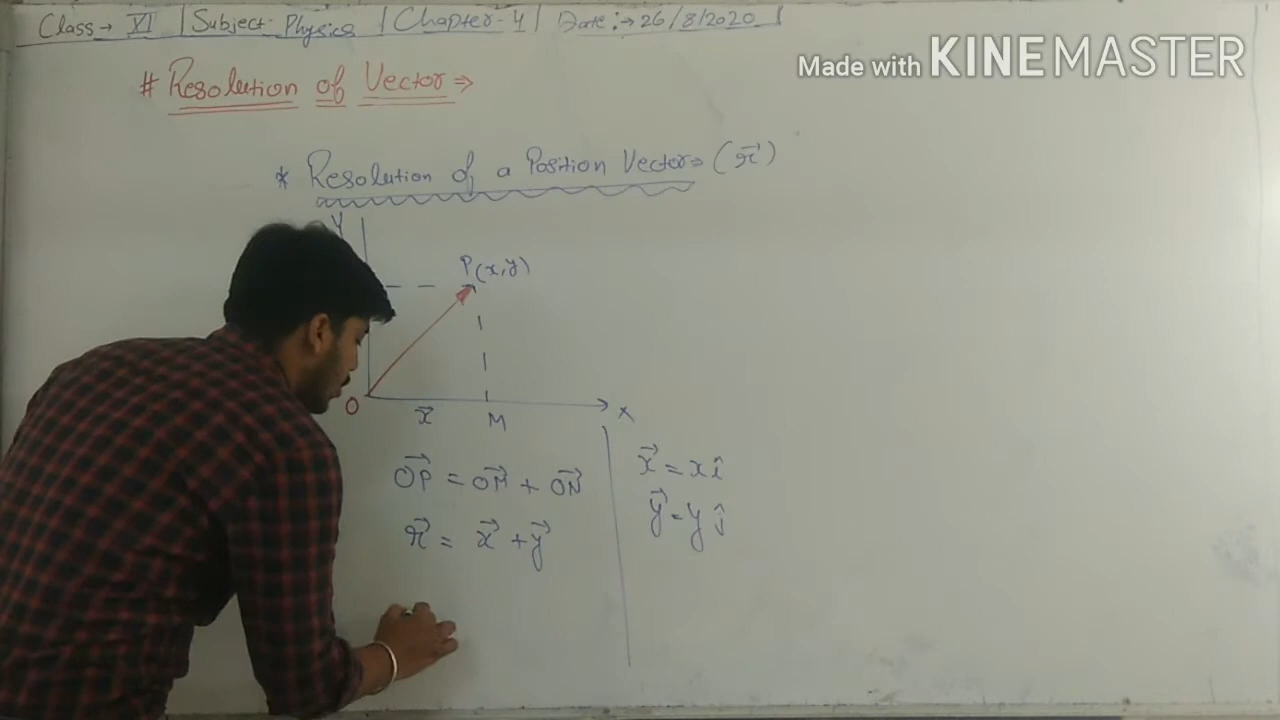 Class → VI | Subject: Physics | Chapter-4 | Date :→ 26/8/2020 |
Made with KINEMASTER
# Resolution of Vector ⇒
* Resolution of a Position Vector ⇒ (r⃗)
Y
P(x,y)
O
x⃗
M
X
OP⃗ = OM⃗ + ON⃗
r⃗ = x⃗ + y⃗
x⃗ = x î
y⃗ = y ĵ